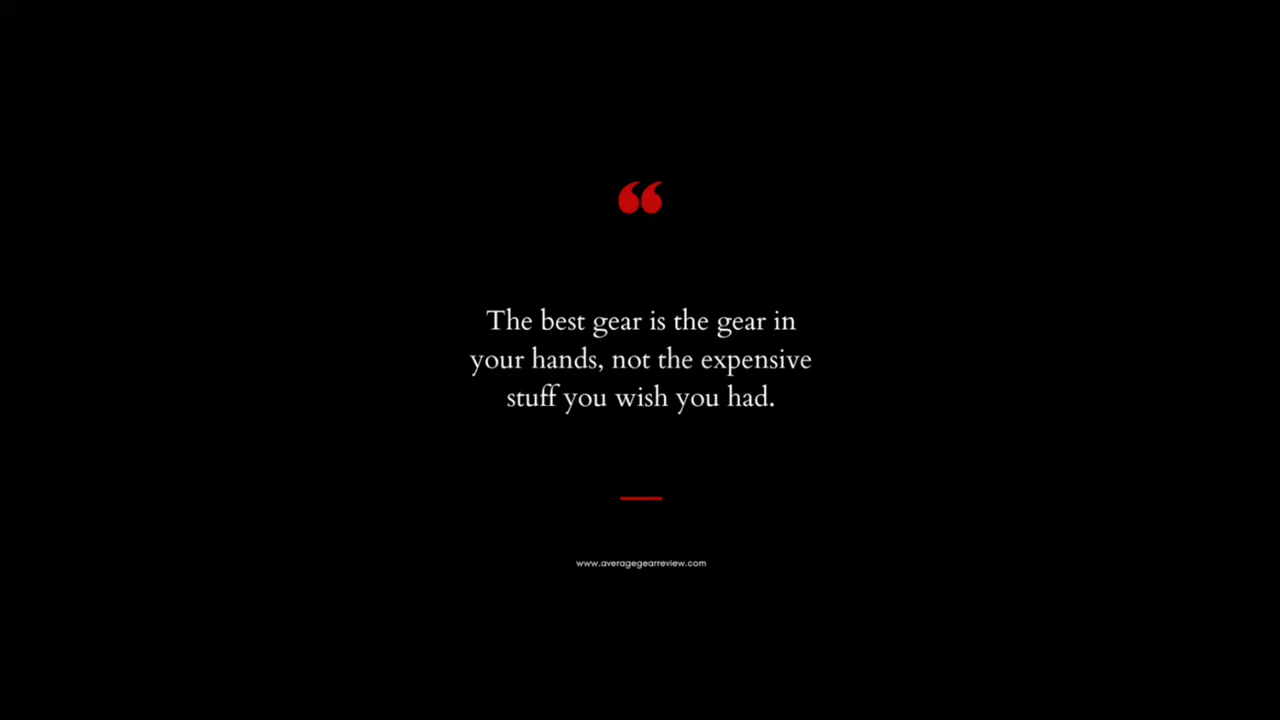 “
The best gear is the gear in
your hands, not the expensive
stuff you wish you had.
www.averagegearreview.com